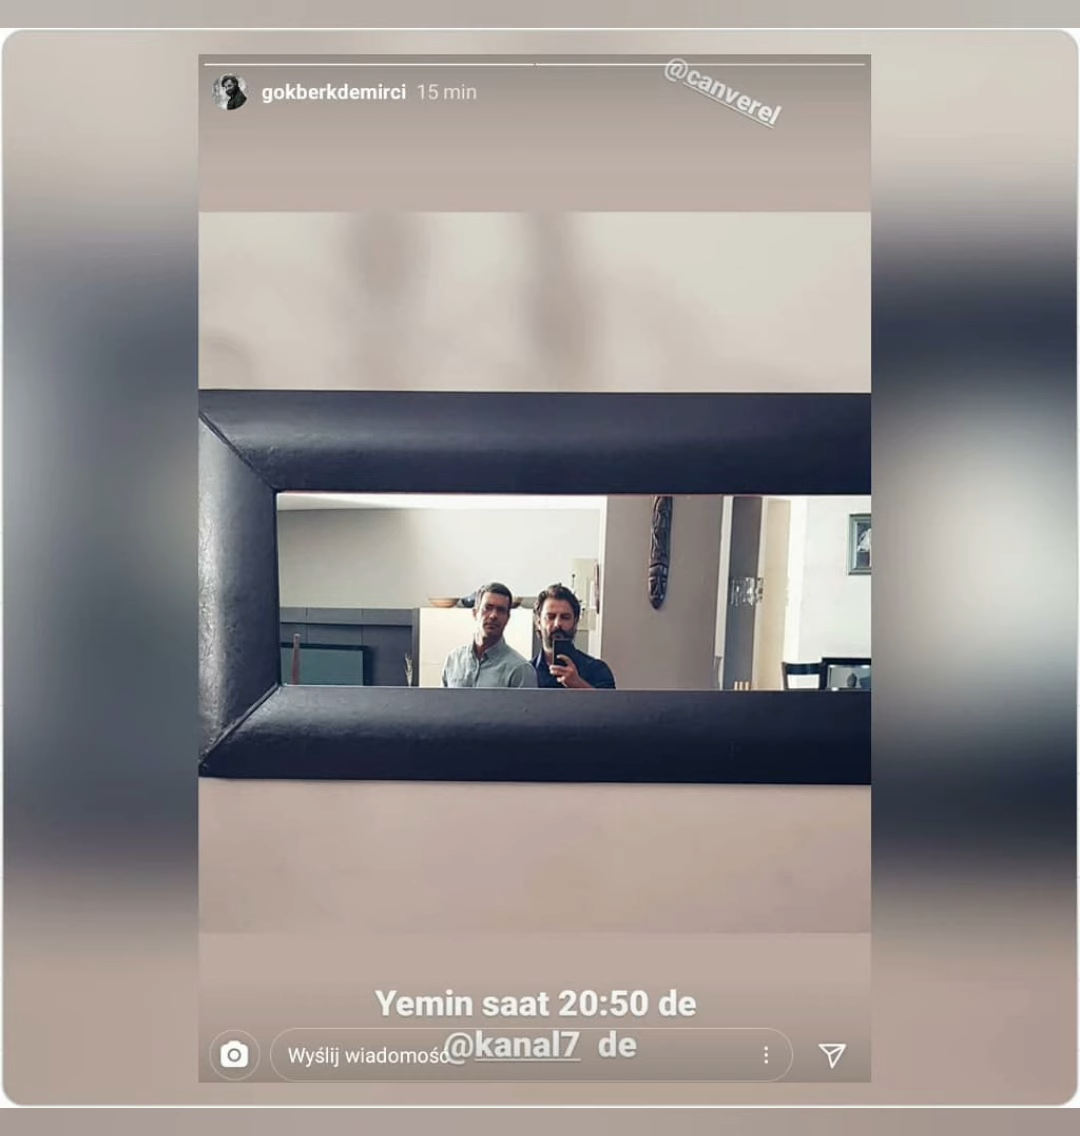 gokberkdemirci 15 min
@canverel
Yemin saat 20:50 de
@kanal7 de
Wyślij wiadomość